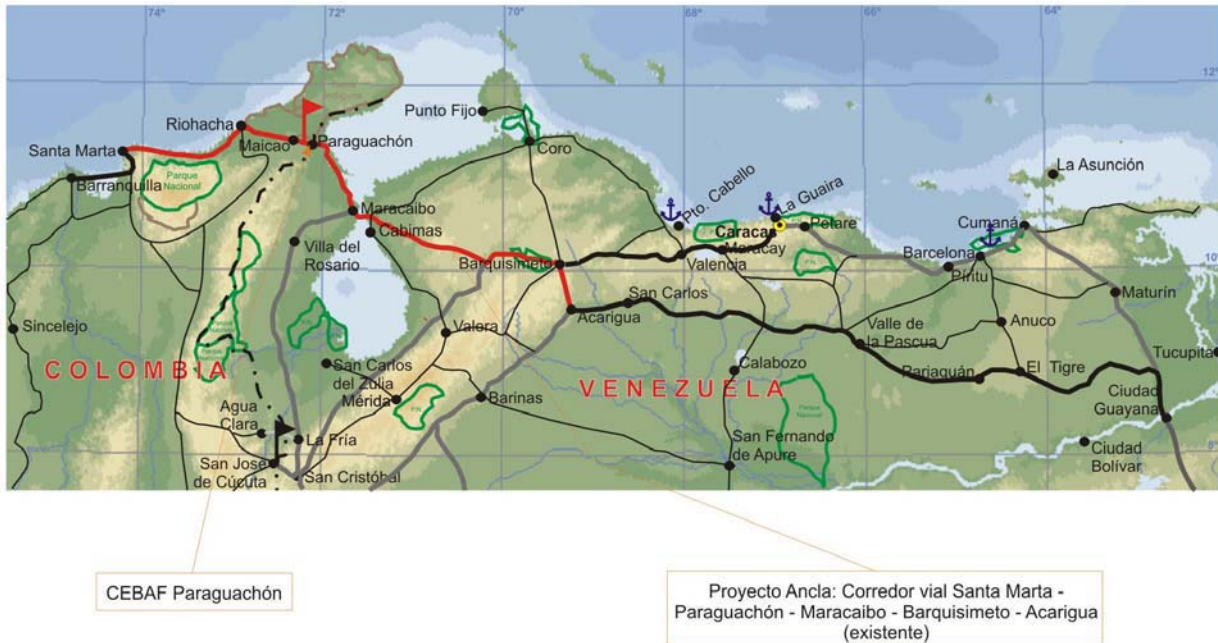 74°
72°
70°
68°
66°
64°
12°
Punto Fijo
Riohacha
Maicao
Paraguachón
Santa Marta
Coro
La Asunción
Barranquilla
Parque
Nacional
La Guaira
Pto. Cabello
Maracaibo
Cabimas
Caracas
Petare
Cumaná
Maracay
Villa del
Rosario
Barquisimeto
Valencia
Barcelona
Píritu
10°
San Carlos
Maturín
Acarigua
Sincelejo
Valera
Valle de
la Pascua
Anuco
Parque
Nacional
Parque
Nacional
Tucupita
COLOMBIA
San Carlos
del Zulia
VENEZUELA
Calabozo
Pariaguán
El Tigre
Mérida
P.N.
Barinas
Parque
Nacional
Ciudad
Guayana
Agua
Clara
La Fría
San Fernando
de Apure
Ciudad
Bolívar
8°
San José
de Cúcuta
San Cristóbal
CEBAF Paraguachón
Proyecto Ancla: Corredor vial Santa Marta -
Paraguachón - Maracaibo - Barquisimeto - Acarigua
(existente)